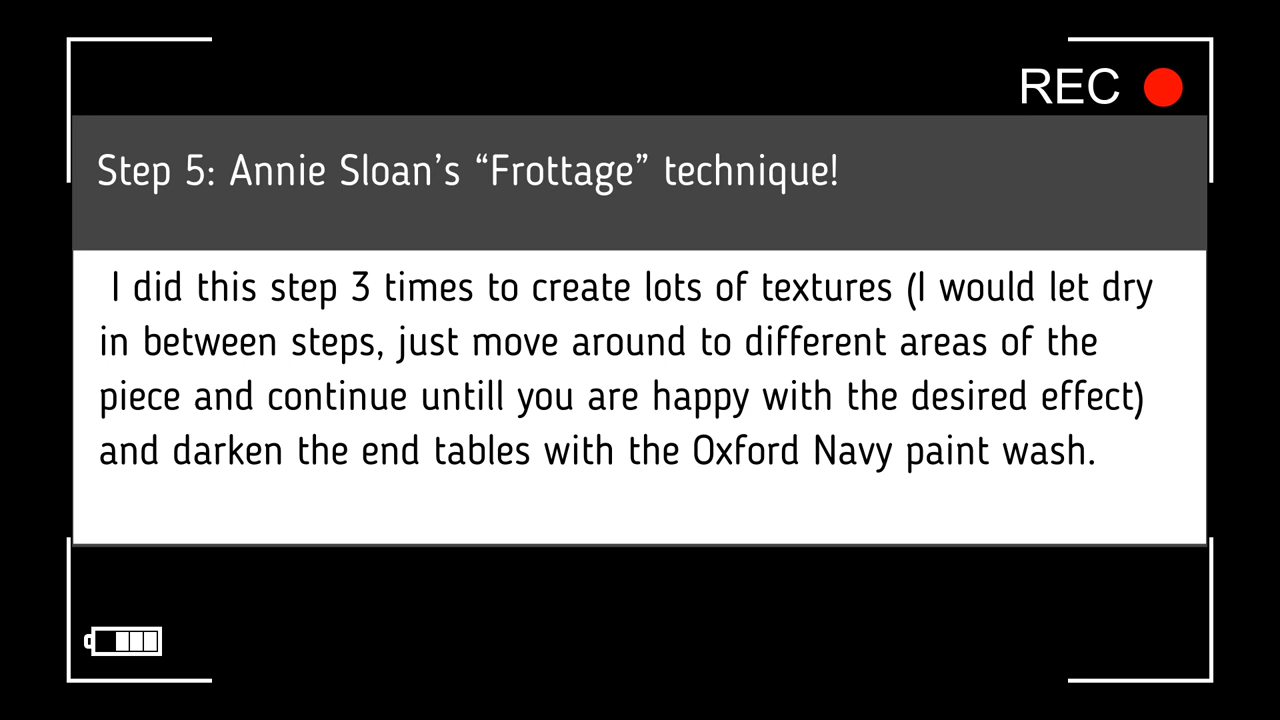 REC
Step 5: Annie Sloan’s “Frottage” technique!
I did this step 3 times to create lots of textures (I would let dry
in between steps, just move around to different areas of the
piece and continue untill you are happy with the desired effect)
and darken the end tables with the Oxford Navy paint wash.